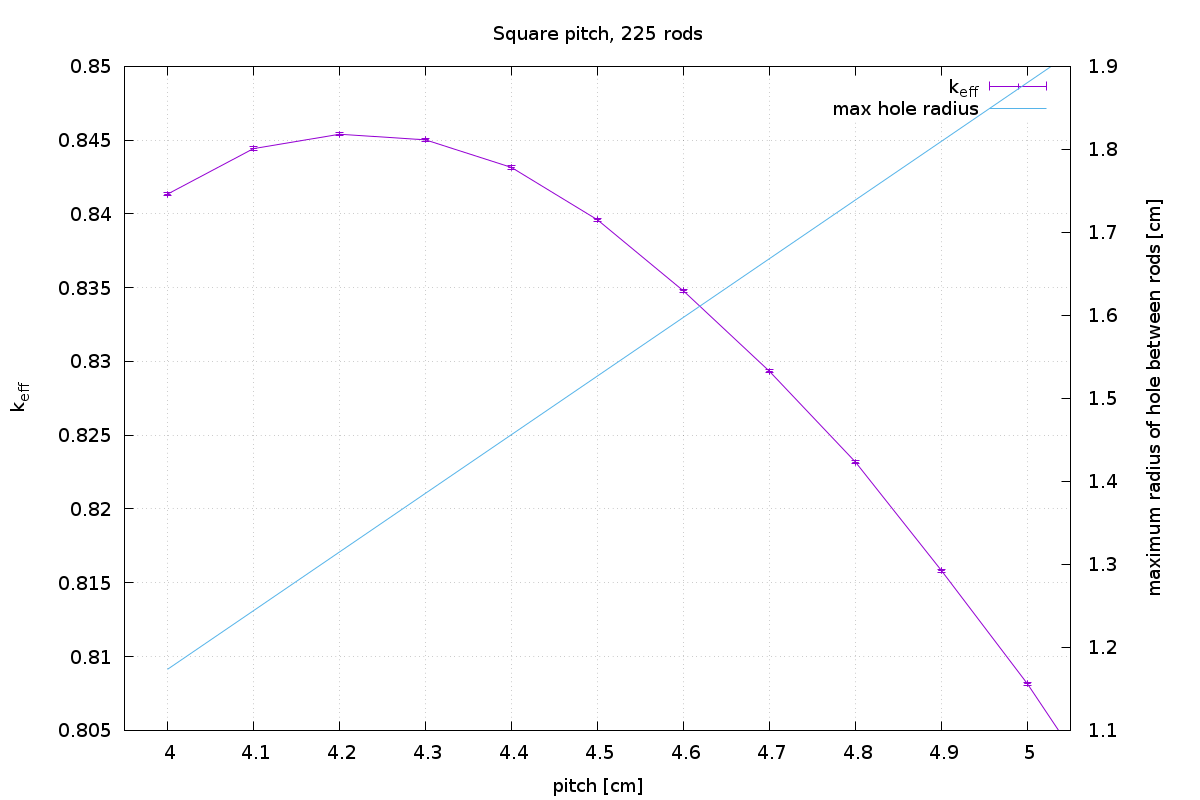 Square pitch, 225 rods
keff
max hole radius
0.85
0.845
0.84
0.835
0.83
0.825
0.82
0.815
0.81
0.805
keff
1.9
1.8
1.7
1.6
1.5
1.4
1.3
1.2
1.1
maximum radius of hole between rods [cm]
4 4.1 4.2 4.3 4.4 4.5 4.6 4.7 4.8 4.9 5
pitch [cm]